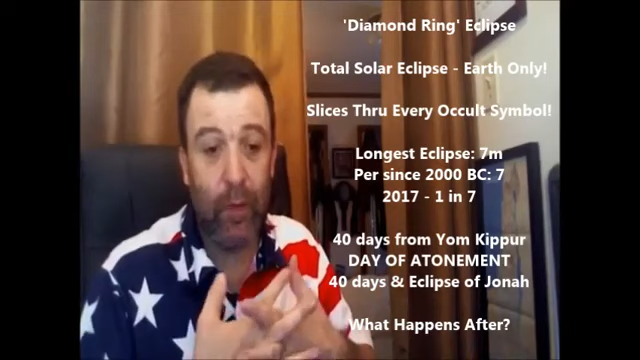 'Diamond Ring' Eclipse
Total Solar Eclipse - Earth Only!
Slices Thru Every Occult Symbol!
Longest Eclipse: 7m
Per since 2000 BC: 7
2017 - 1 in 7
40 days from Yom Kippur
DAY OF ATONEMENT
40 days & Eclipse of Jonah
What Happens After?